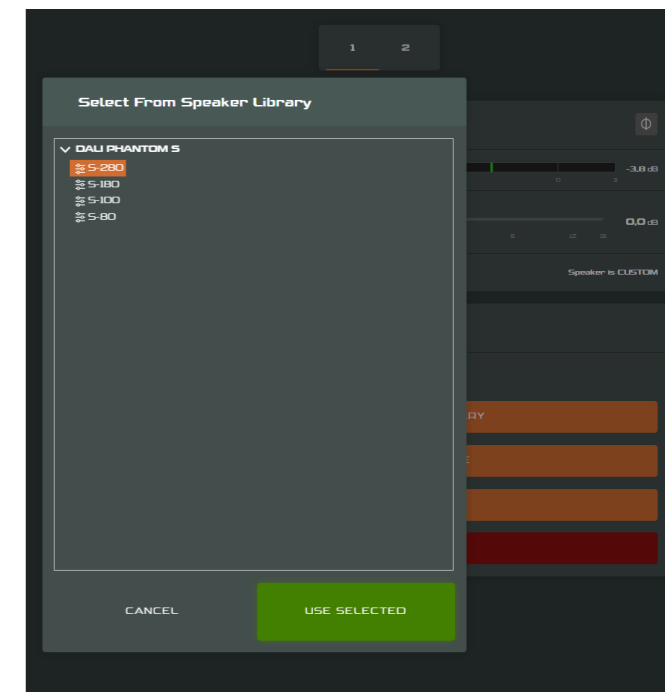 1 2
Select From Speaker Library
DALI PHANTOM S
S-280
S-180
S-100
S-80
-3,8 dB
0,0 dB
Speaker is CUSTOM
RY
E
CANCEL
USE SELECTED